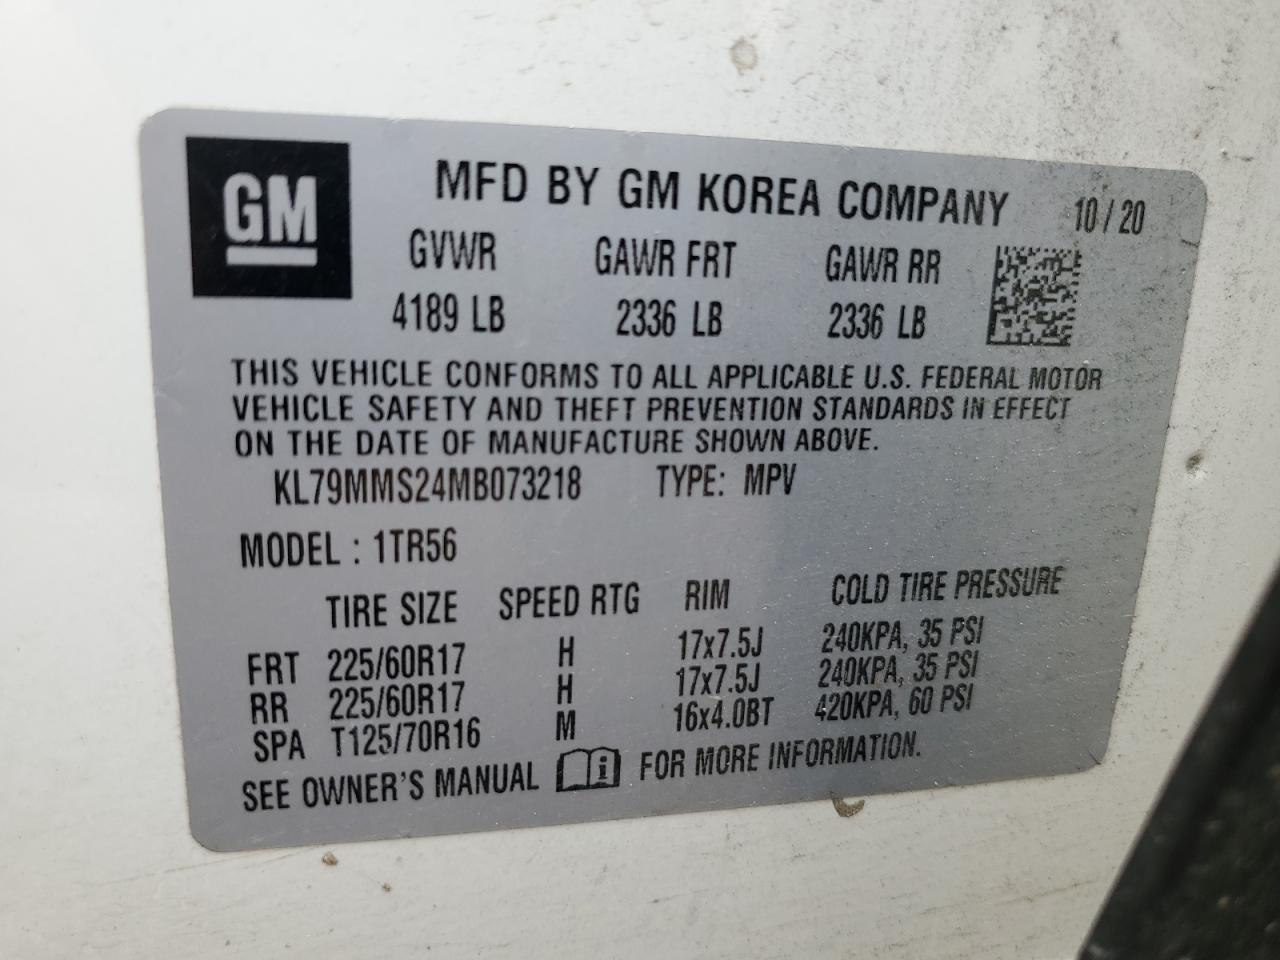 GM
MFD BY GM KOREA COMPANY 10/20
GVWR GAWR FRT GAWR RR
4189 LB 2336 LB 2336 LB
THIS VEHICLE CONFORMS TO ALL APPLICABLE U.S. FEDERAL MOTOR
VEHICLE SAFETY AND THEFT PREVENTION STANDARDS IN EFFECT
ON THE DATE OF MANUFACTURE SHOWN ABOVE.
KL79MMS24MB073218 TYPE: MPV
MODEL : 1TR56
TIRE SIZE SPEED RTG RIM COLD TIRE PRESSURE
FRT 225/60R17 H 17x7.5J 240KPA, 35 PSI
RR 225/60R17 H 17x7.5J 240KPA, 35 PSI
SPA T125/70R16 M 16x4.0BT 420KPA, 60 PSI
SEE OWNER'S MANUAL i FOR MORE INFORMATION.